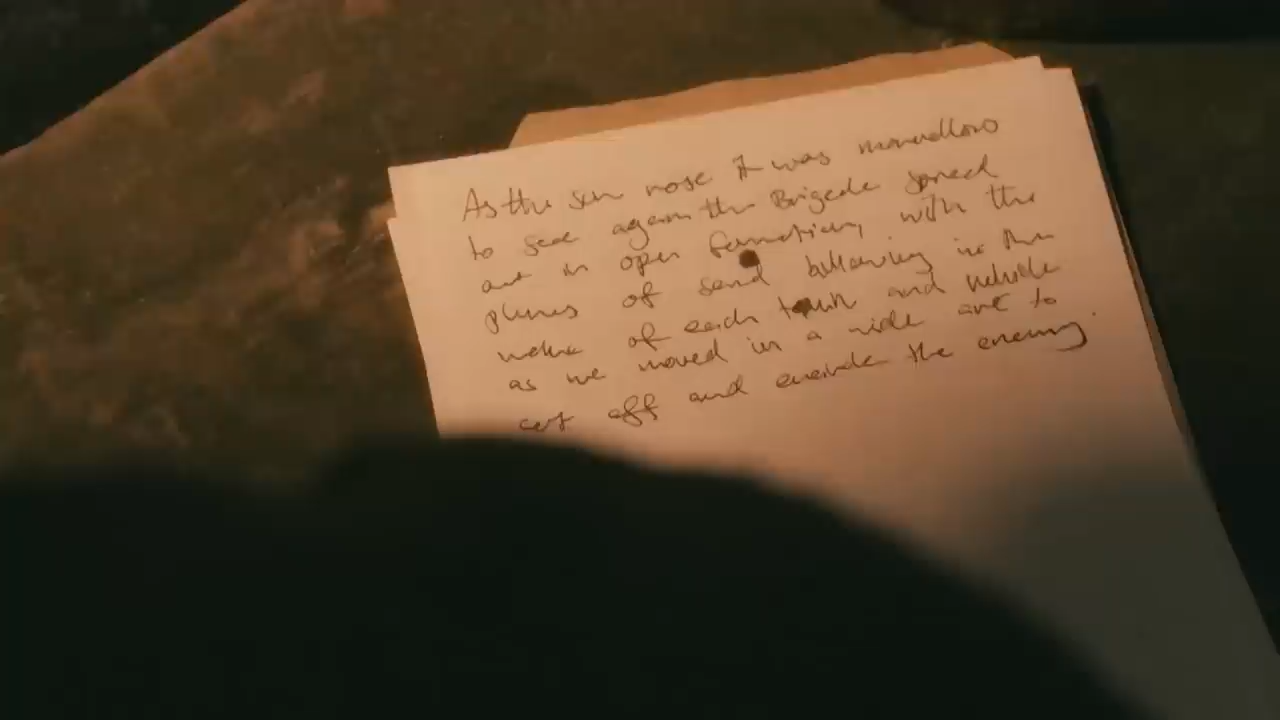 As the sun rose it was marvellous
to see again the Brigade spread
out in open formation, with the
plumes of sand billowing in the
wake of each truck and vehicle
as we moved in a wide arc to
cut off and encircle the enemy.